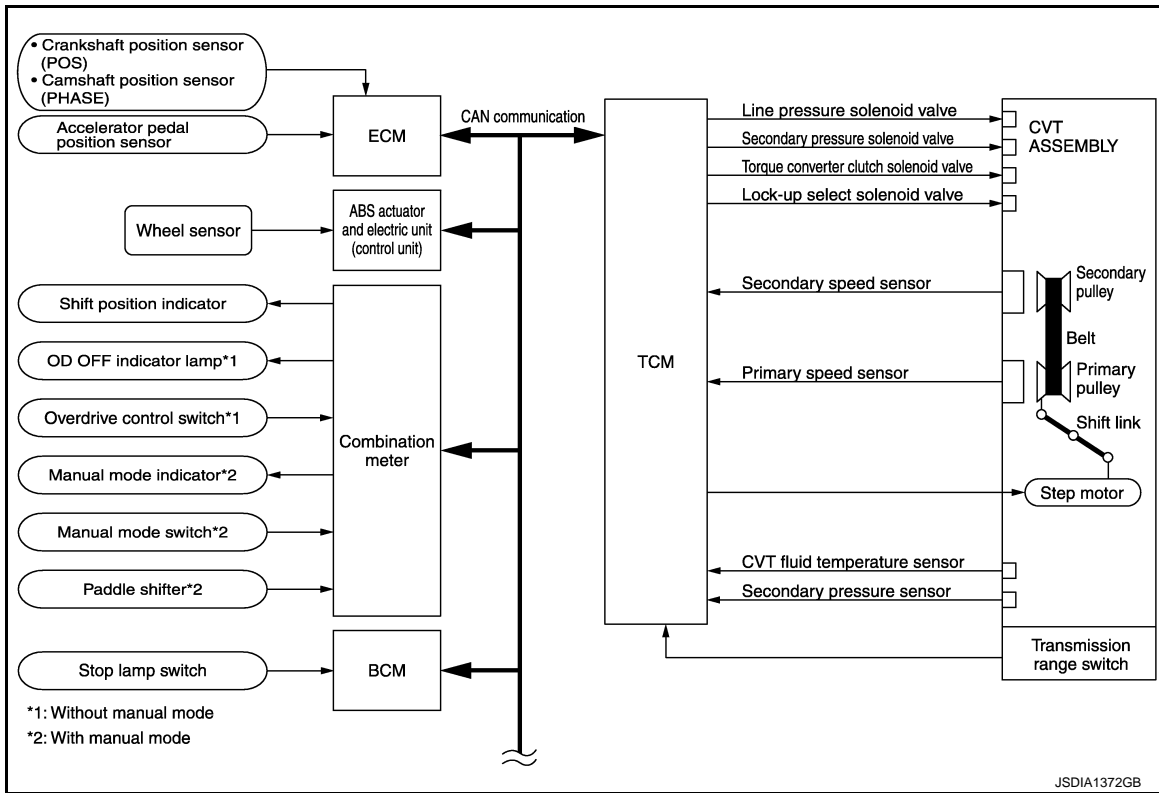 • Crankshaft position sensor
(POS)
• Camshaft position sensor
(PHASE)
Accelerator pedal
position sensor
ECM
CAN communication
Wheel sensor
ABS actuator
and electric unit
(control unit)
Shift position indicator
OD OFF indicator lamp*1
Overdrive control switch*1
Manual mode indicator*2
Manual mode switch*2
Paddle shifter*2
Combination
meter
Stop lamp switch
BCM
*1: Without manual mode
*2: With manual mode
TCM
Line pressure solenoid valve
Secondary pressure solenoid valve
Torque converter clutch solenoid valve
Lock-up select solenoid valve
Secondary speed sensor
Primary speed sensor
CVT fluid temperature sensor
Secondary pressure sensor
CVT
ASSEMBLY
Secondary
pulley
Belt
Primary
pulley
Shift link
Step motor
Transmission
range switch
JSDIA1372GB